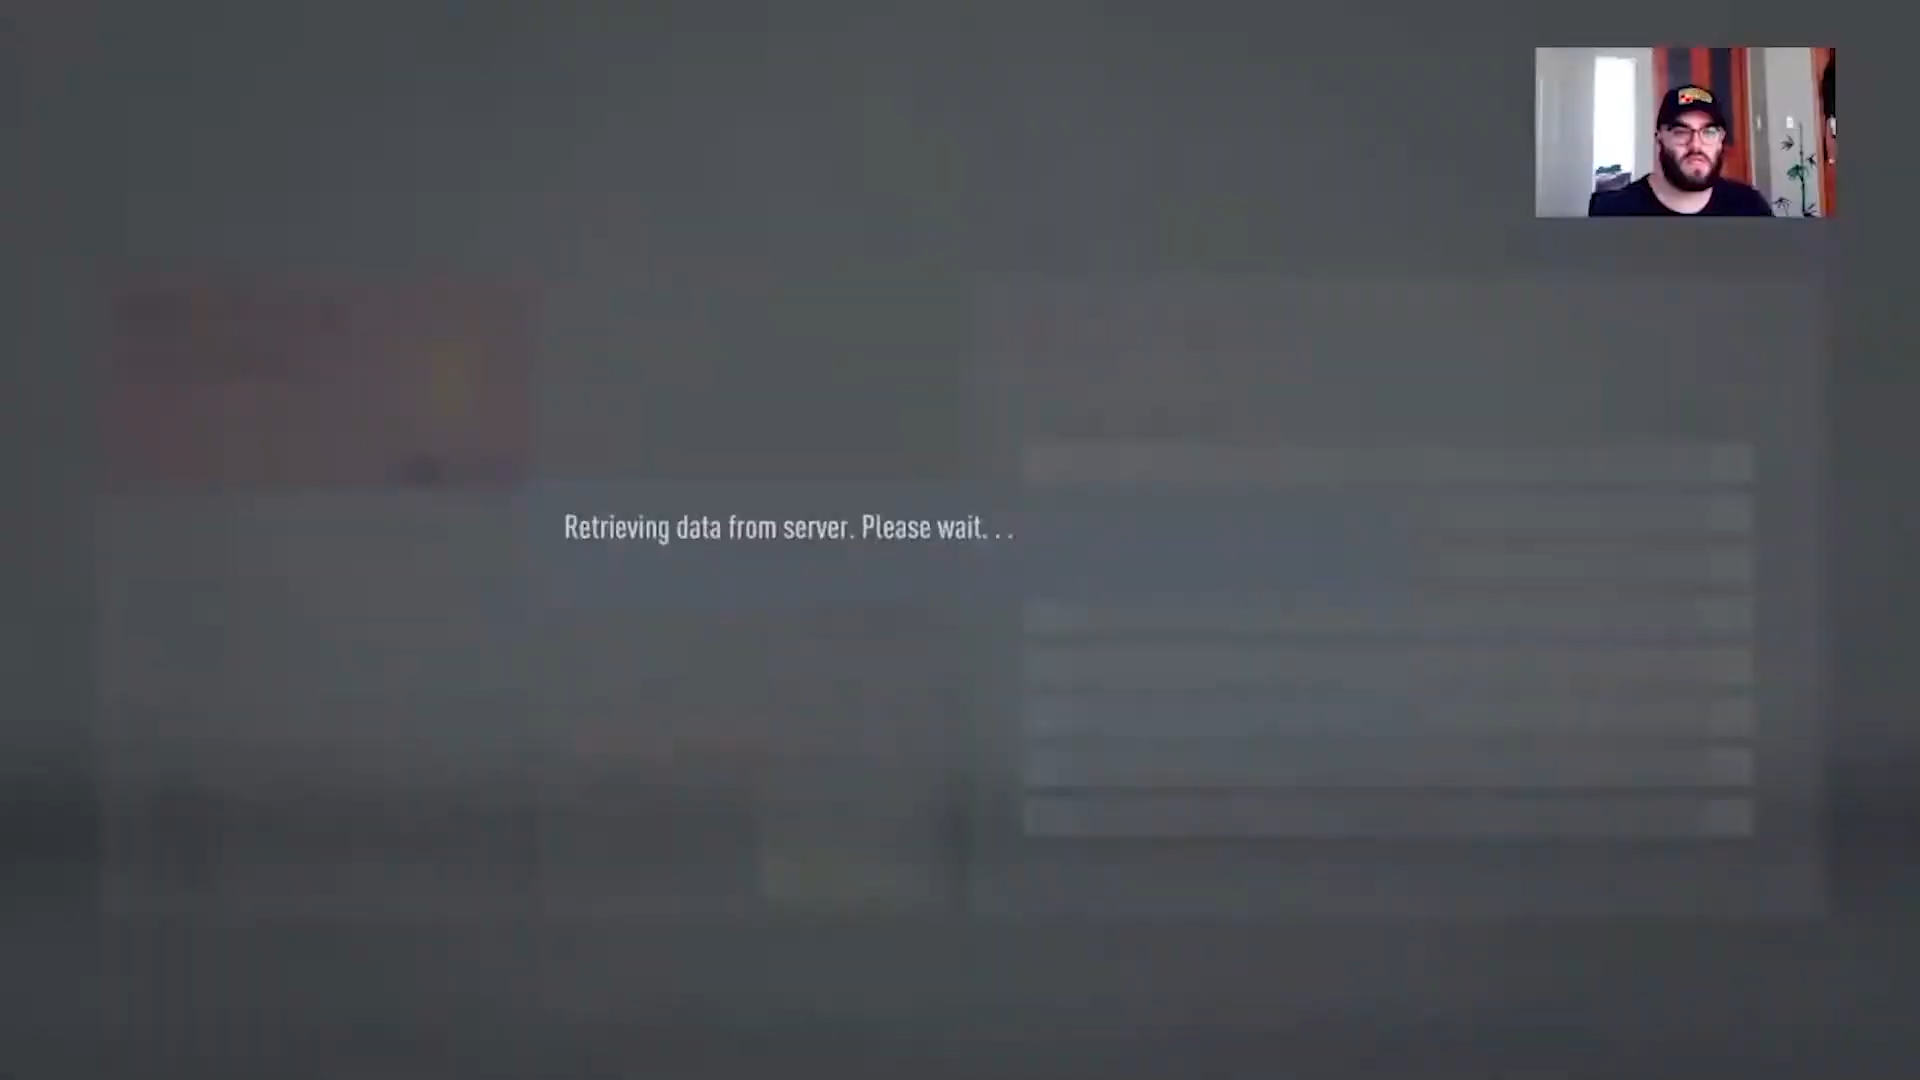 Retrieving data from server. Please wait. . .